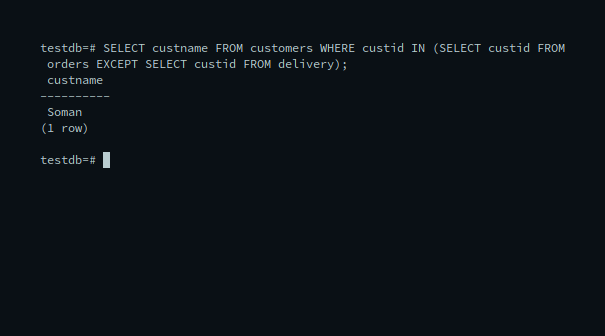 testdb=# SELECT custname FROM customers WHERE custid IN (SELECT custid FROM
orders EXCEPT SELECT custid FROM delivery);
custname
----------
Soman
(1 row)
testdb=#